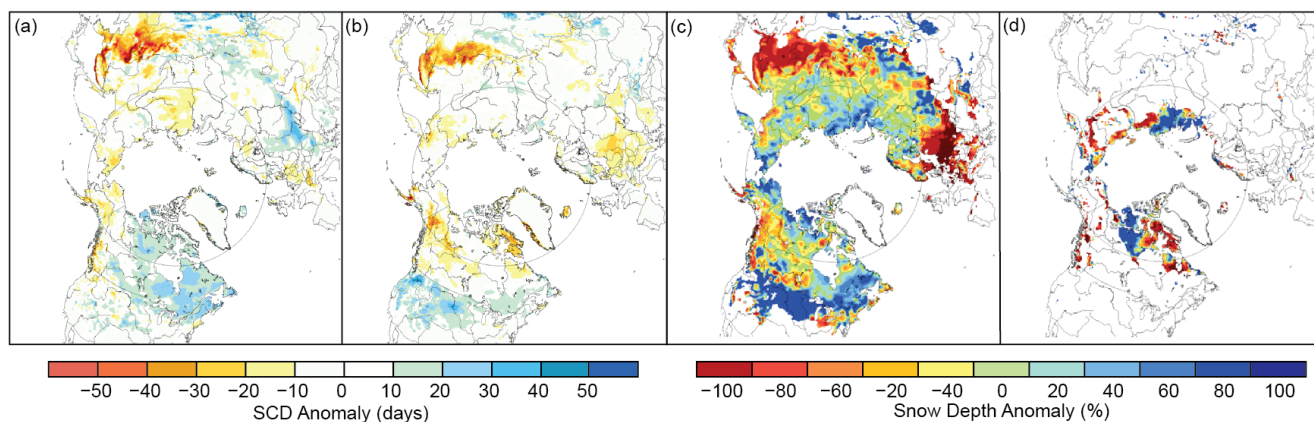 (a) (b) (c) (d)
−50 −40 −30 −20 −10 0 10 20 30 40 50 −100 −80 −60 −20 −40 0 20 40 60 80 100
SCD Anomaly (days) Snow Depth Anomaly (%)